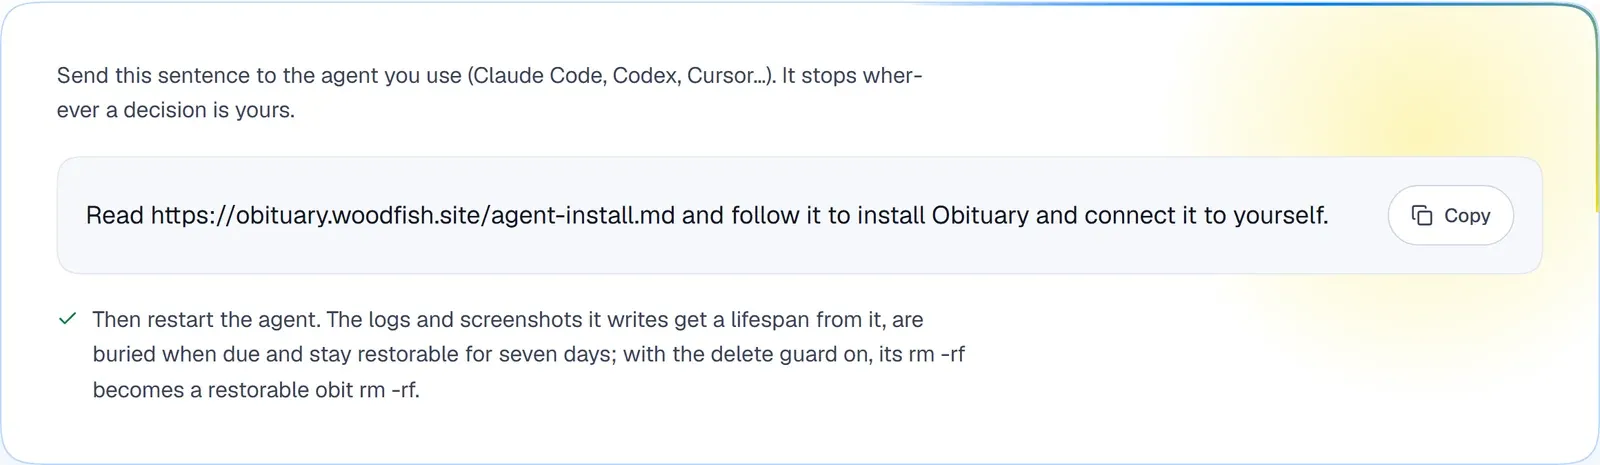 Send this sentence to the agent you use (Claude Code, Codex, Cursor...). It stops wher-
ever a decision is yours.
Read https://obituary.woodfish.site/agent-install.md and follow it to install Obituary and connect it to yourself.
Copy
Then restart the agent. The logs and screenshots it writes get a lifespan from it, are
buried when due and stay restorable for seven days; with the delete guard on, its rm -rf
becomes a restorable obit rm -rf.